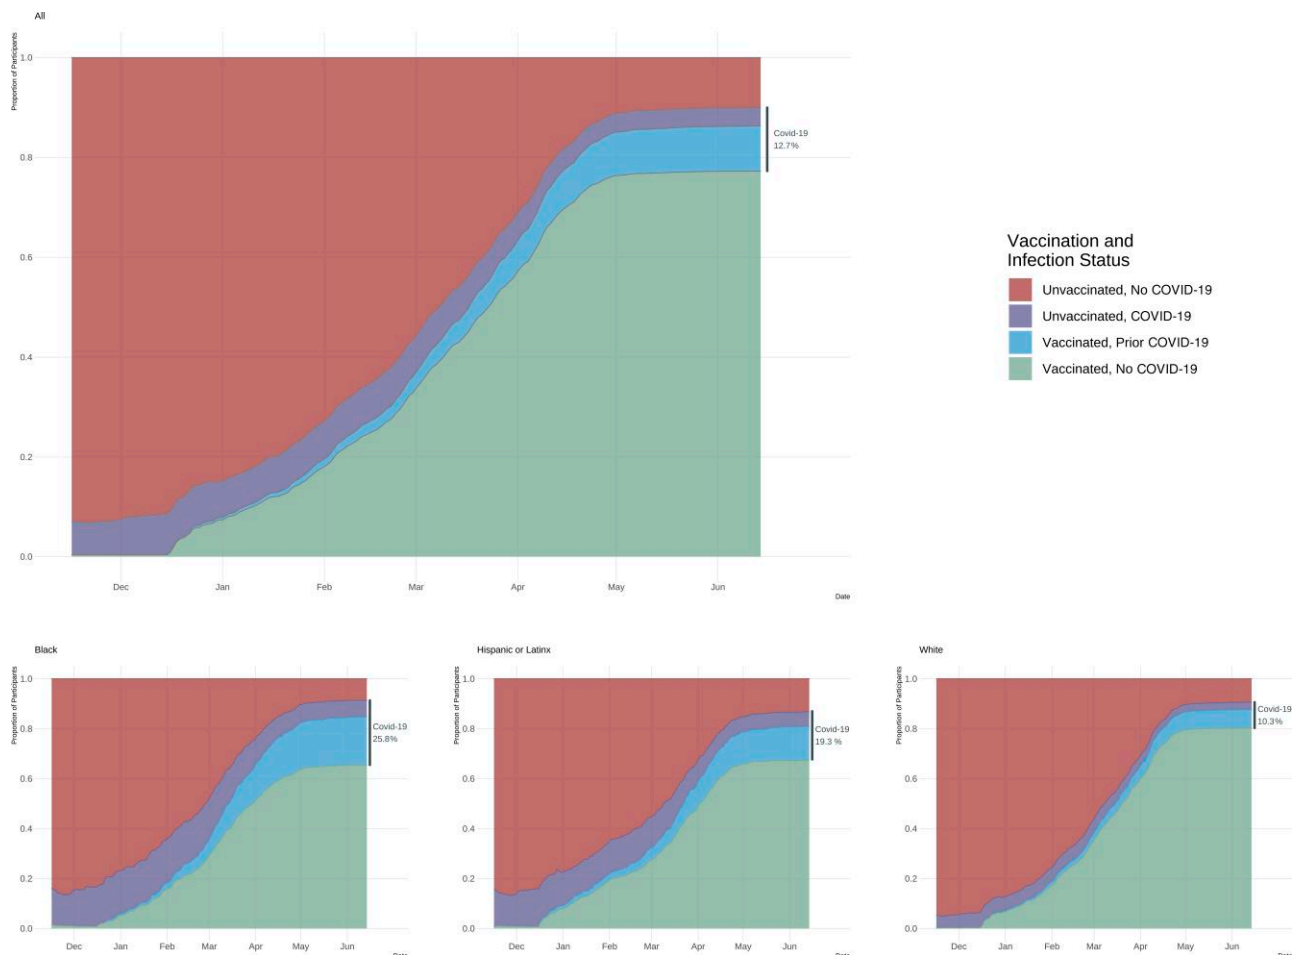 All
Proportion of Participants
1.0
0.8
0.6
0.4
0.2
0.0
Covid-19
12.7%
Dec Jan Feb Mar Apr May Jun
Date
Vaccination and
Infection Status
Unvaccinated, No COVID-19
Unvaccinated, COVID-19
Vaccinated, Prior COVID-19
Vaccinated, No COVID-19
Black
Proportion of Participants
1.0
0.8
0.6
0.4
0.2
0.0
Covid-19
25.8%
Dec Jan Feb Mar Apr May Jun
Date
Hispanic or Latinx
Proportion of Participants
1.0
0.8
0.6
0.4
0.2
0.0
Covid-19
19.3 %
Dec Jan Feb Mar Apr May Jun
Date
White
Proportion of Participants
1.0
0.8
0.6
0.4
0.2
0.0
Covid-19
10.3%
Dec Jan Feb Mar Apr May Jun
Date